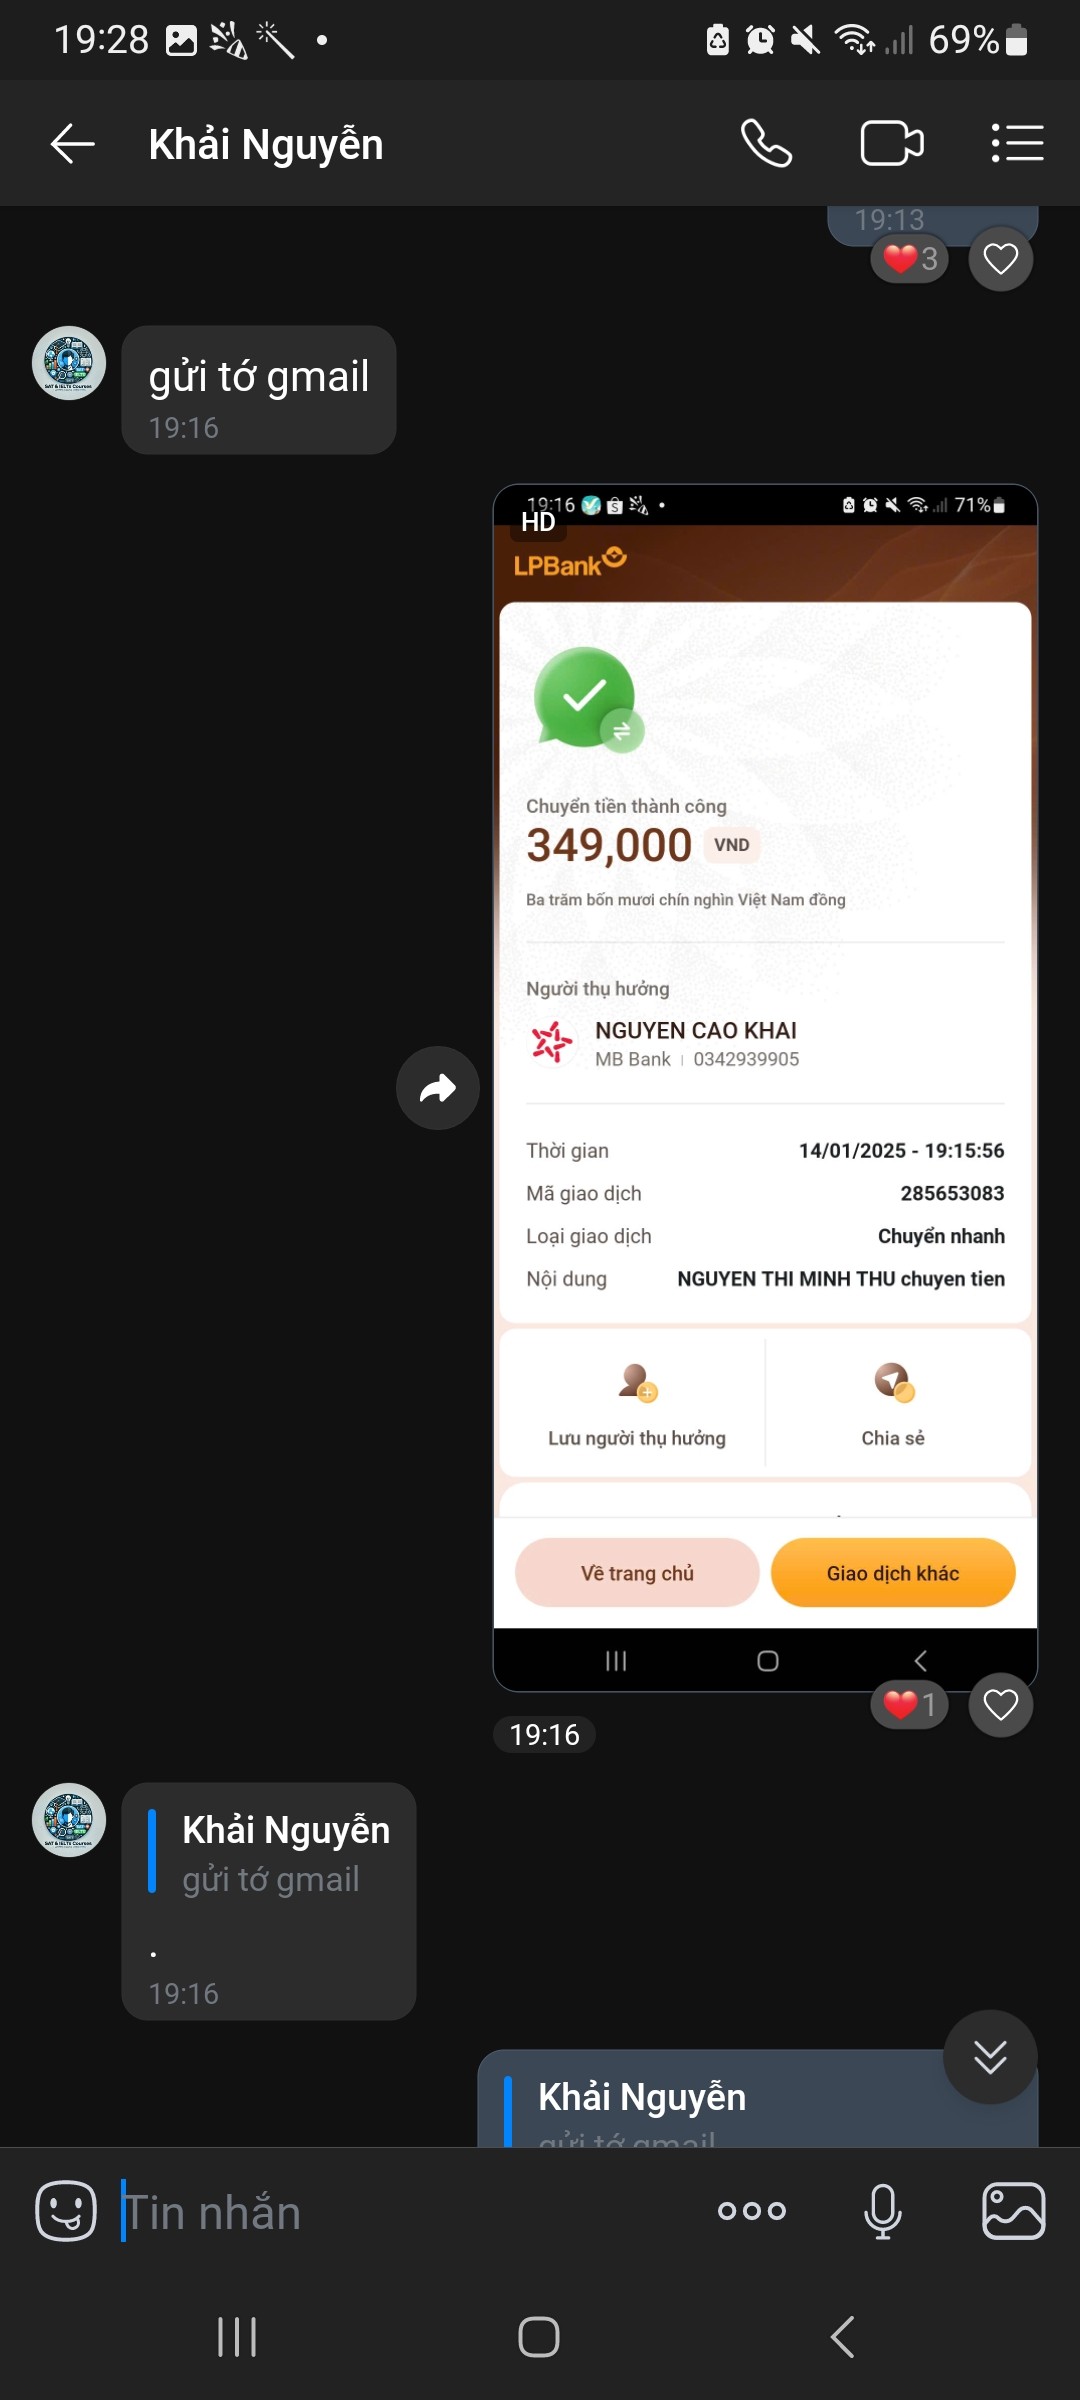 19:28
69%
Khải Nguyễn
19:13
3
gửi tớ gmail
19:16
19:16
71%
HD
LPBank
Chuyển tiền thành công
349,000 VND
Ba trăm bốn mươi chín nghìn Việt Nam đồng
Người thụ hưởng
NGUYEN CAO KHAI
MB Bank | 0342939905
Thời gian 14/01/2025 - 19:15:56
Mã giao dịch 285653083
Loại giao dịch Chuyển nhanh
Nội dung NGUYEN THI MINH THU chuyen tien
Lưu người thụ hưởng
Chia sẻ
Về trang chủ
Giao dịch khác
1
19:16
Khải Nguyễn
gửi tớ gmail
.
19:16
Khải Nguyễn
gửi tớ gmail
Tin nhắn